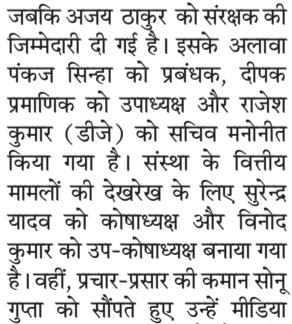 जबकि अजय ठाकुर को संरक्षक की
जिम्मेदारी दी गई है। इसके अलावा
पंकज सिन्हा को प्रबंधक, दीपक
प्रमाणिक को उपाध्यक्ष और राजेश
कुमार (डीजे) को सचिव मनोनीत
किया गया है। संस्था के वित्तीय
मामलों की देखरेख के लिए सुरेन्द्र
यादव को कोषाध्यक्ष और विनोद
कुमार को उप-कोषाध्यक्ष बनाया गया
है। वहीं, प्रचार-प्रसार की कमान सोनू
गुप्ता को सौंपते हुए उन्हें मीडिया